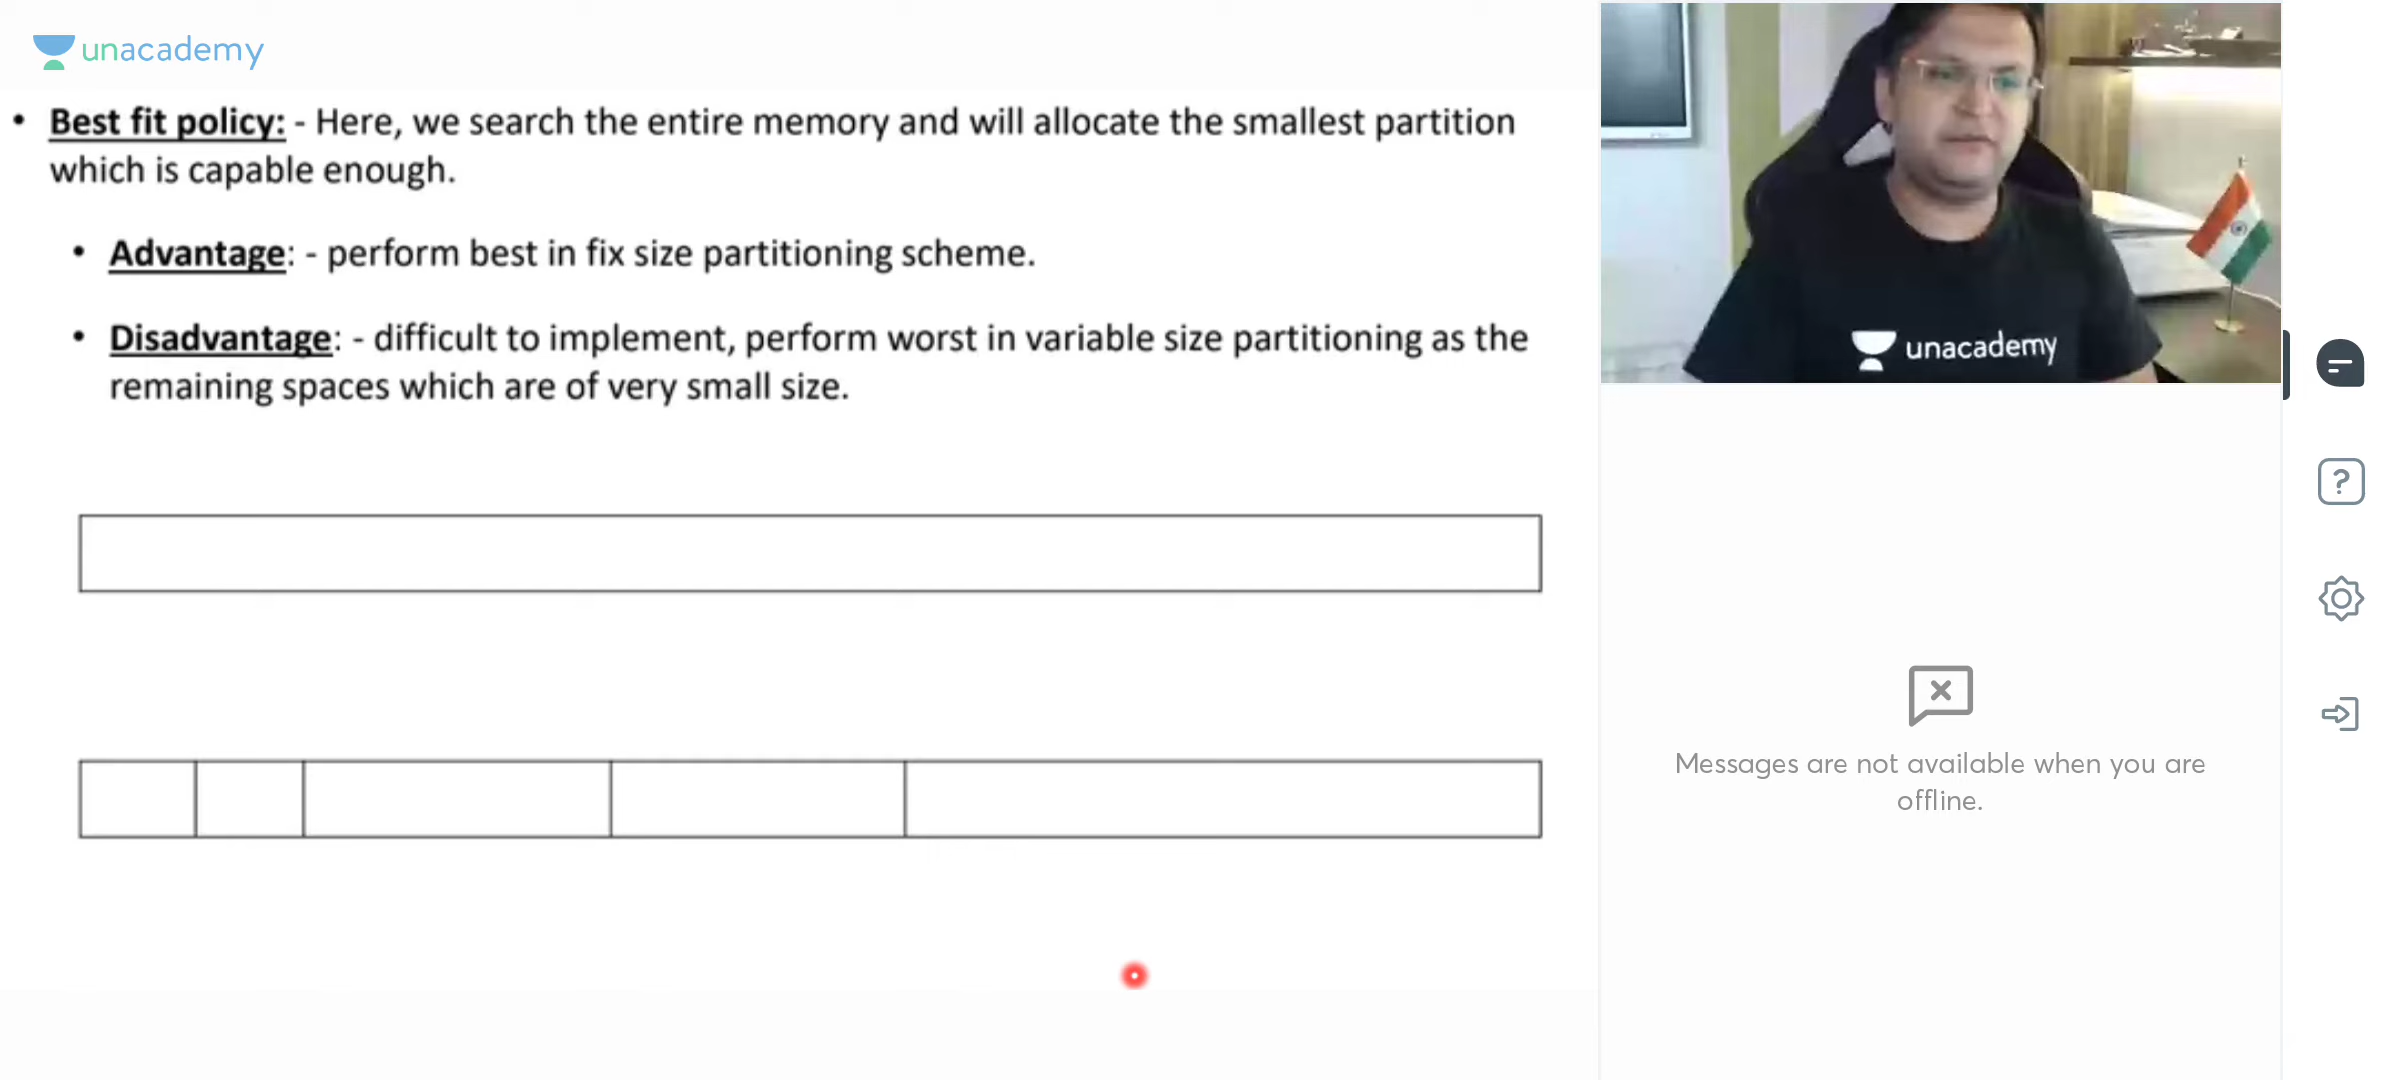 unacademy
• Best fit policy: - Here, we search the entire memory and will allocate the smallest partition
which is capable enough.
• Advantage: - perform best in fix size partitioning scheme.
• Disadvantage: - difficult to implement, perform worst in variable size partitioning as the
remaining spaces which are of very small size.
unacademy
?
Messages are not available when you are
offline.